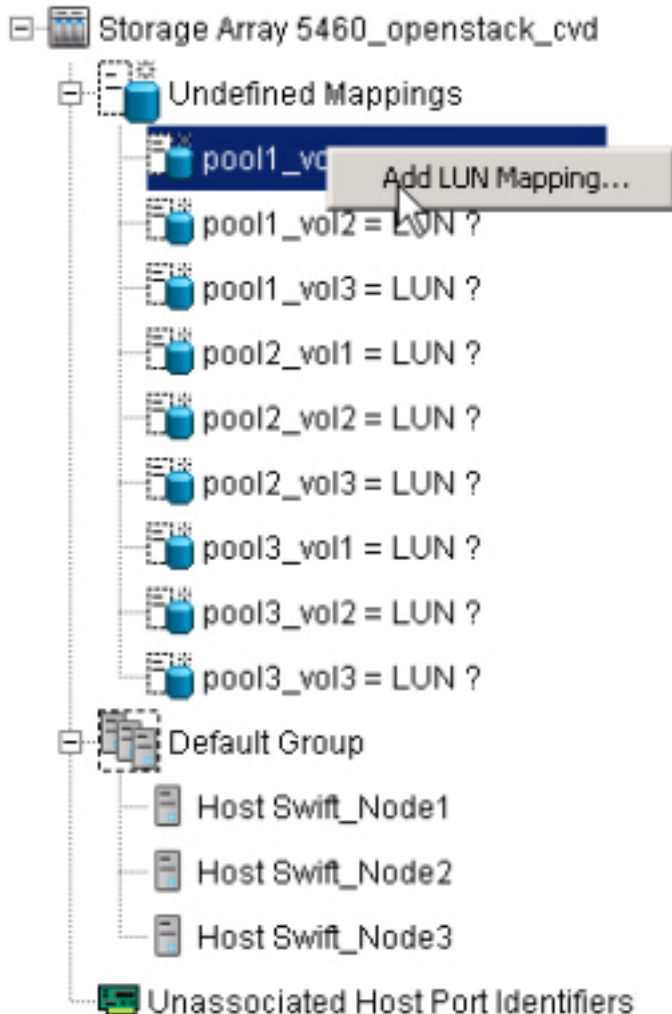 Storage Array 5460_openstack_cvd
Undefined Mappings
pool1_vo
Add LUN Mapping...
pool1_vol2 = LUN ?
pool1_vol3 = LUN ?
pool2_vol1 = LUN ?
pool2_vol2 = LUN ?
pool2_vol3 = LUN ?
pool3_vol1 = LUN ?
pool3_vol2 = LUN ?
pool3_vol3 = LUN ?
Default Group
Host Swift_Node1
Host Swift_Node2
Host Swift_Node3
Unassociated Host Port Identifiers